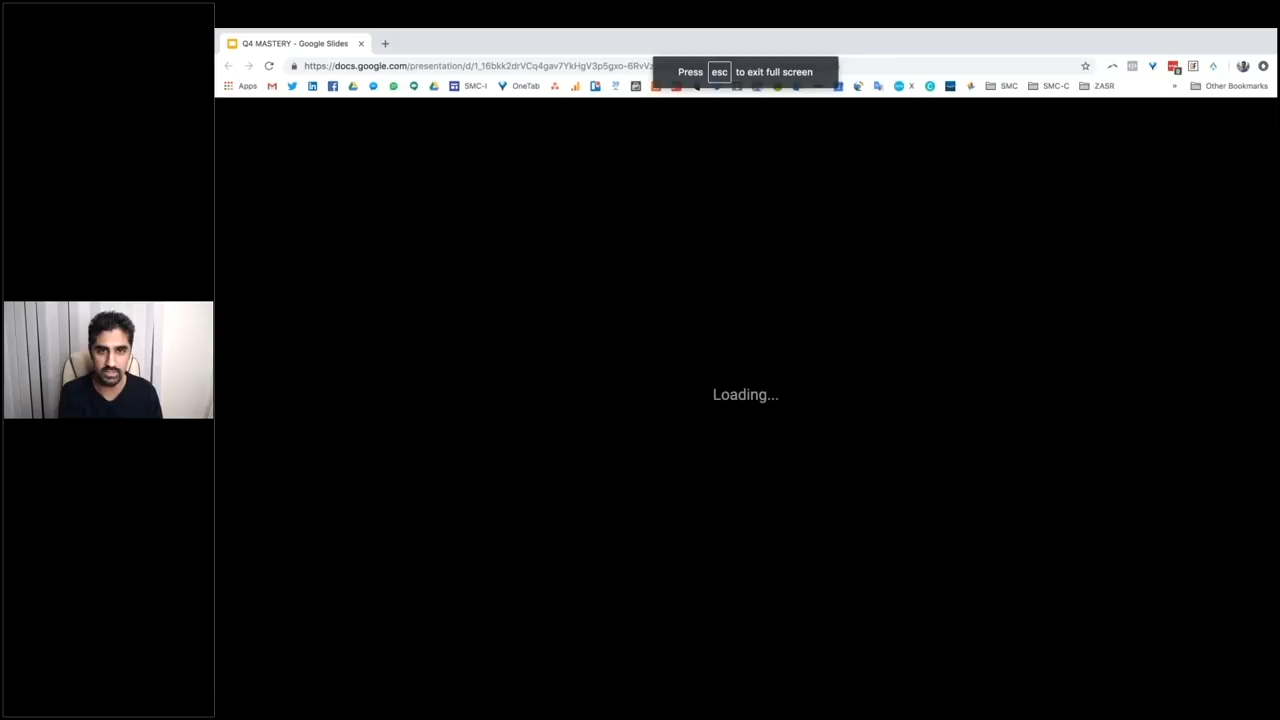 Q4 MASTERY - Google Slides
https://docs.google.com/presentation/d/1_16bkk2drVCq4gav7YkHgV3p5gxo-6RvVz
Press esc to exit full screen
Apps
SMC-I
OneTab
X
SMC
SMC-C
ZASR
»
Other Bookmarks
Loading...